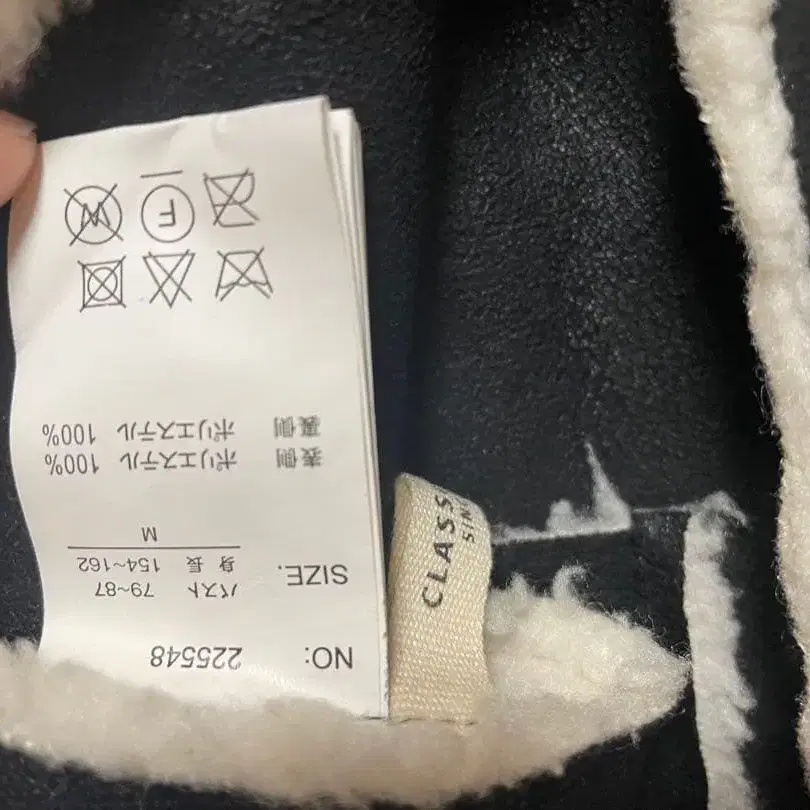 NO: 225548
SIZE. バスト 79~87
身長 154~162
M
表側 ポリエステル 100%
裏側 ポリエステル 100%
F
W
CLASS
SIN